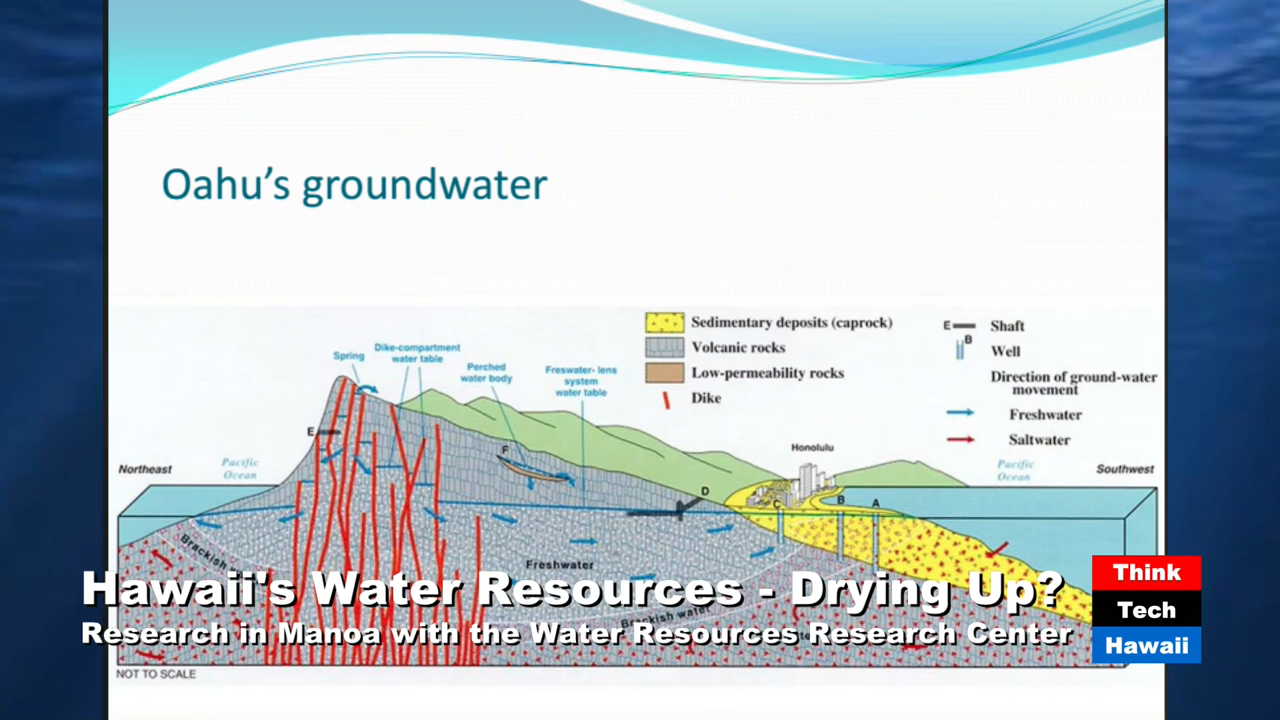 Oahu's groundwater
Sedimentary deposits (caprock)
Volcanic rocks
Low-permeability rocks
Dike
E
Shaft
B
Well
Direction of ground-water
movement
Freshwater
Saltwater
Spring
Dike-compartment
water table
Perched
water body
Freswater- lens
system
water table
E
F
D
Honolulu
C
B
A
Northeast
Pacific
Ocean
Pacific
Ocean
Southwest
Brackish
Freshwater
Brackish water
Hawaii's Water Resources - Drying Up?
Research in Manoa with the Water Resources Research Center
Think
Tech
Hawaii
NOT TO SCALE